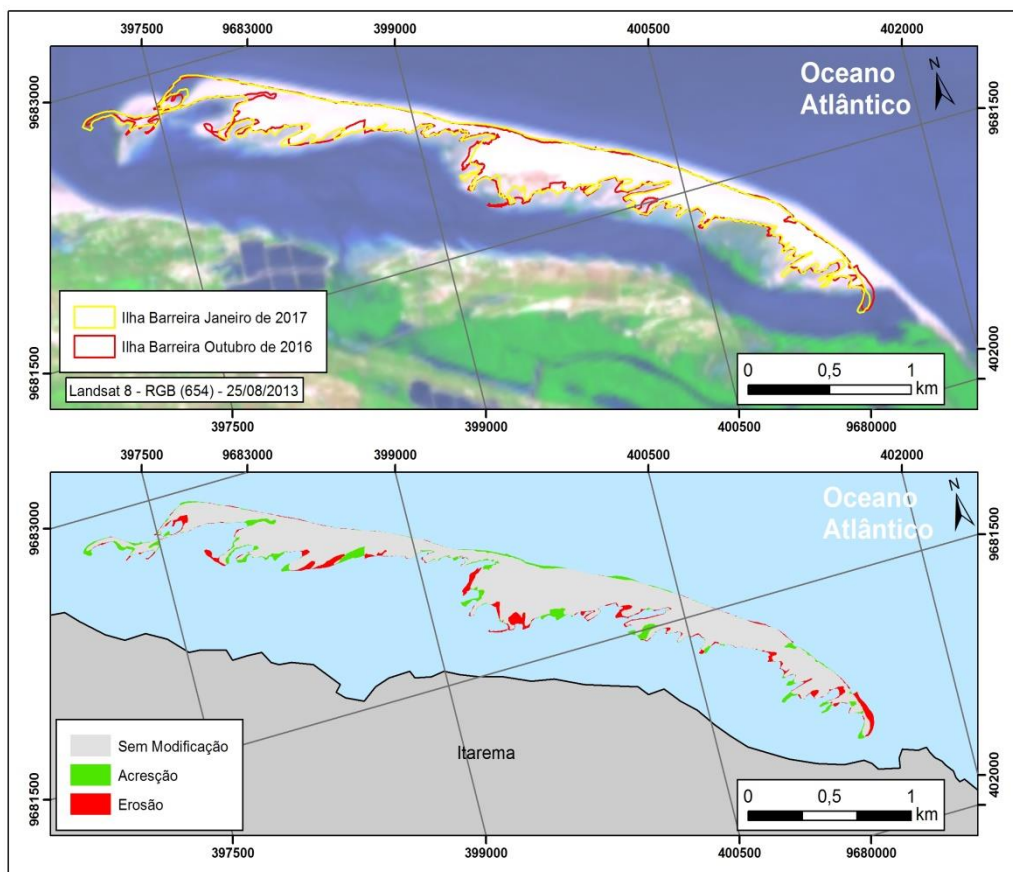 397500
9683000
399000
400500
402000
Oceano
Atlântico
N
9683000
9681500
9681500
402000
Ilha Barreira Janeiro de 2017
Ilha Barreira Outubro de 2016
Landsat 8 - RGB (654) - 25/08/2013
0
0,5
1
km
397500
399000
400500
9680000
397500
9683000
399000
400500
402000
Oceano
Atlântico
N
9683000
9681500
9681500
402000
Itarema
Sem Modificação
Acresção
Erosão
0
0,5
1
km
397500
399000
400500
9680000